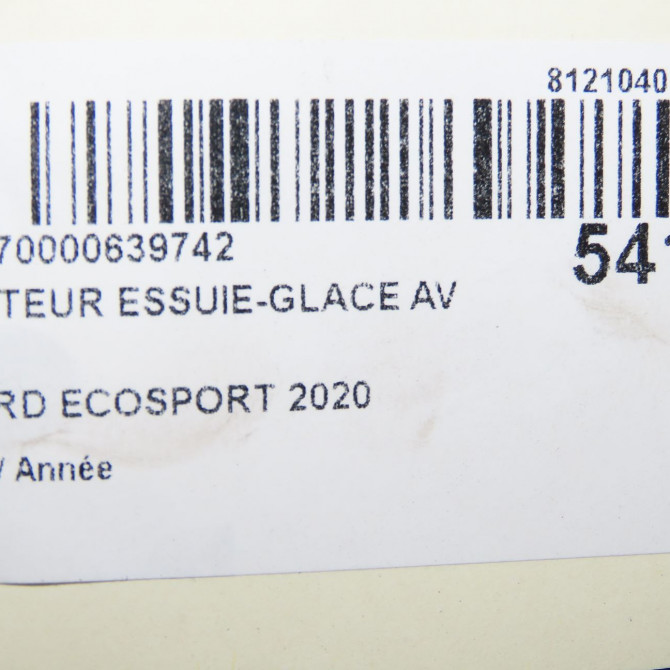 8121040
70000639742
541
TEUR ESSUIE-GLACE AV
RD ECOSPORT 2020
/ Année